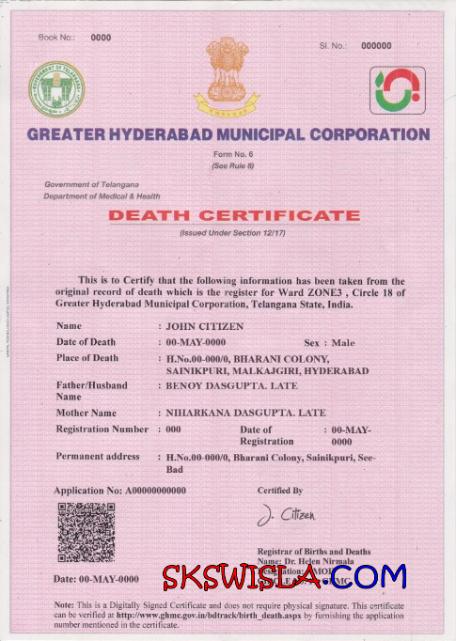 Book No.: 0000
Sl. No.: 000000
GREATER HYDERABAD MUNICIPAL CORPORATION
Form No. 6
(See Rule 8)
Government of Telangana
Department of Medical & Health
DEATH CERTIFICATE
(Issued Under Section 12/17)
This is to Certify that the following information has been taken from the
original record of death which is the register for Ward ZONE3 , Circle 18 of
Greater Hyderabad Municipal Corporation, Telangana State, India.
Name : JOHN CITIZEN
Date of Death : 00-MAY-0000 Sex : Male
Place of Death : H.No.00-000/0, BHARANI COLONY,
SAINIKPURI, MALKAJGIRI, HYDERABAD
Father/Husband : BENOY DASGUPTA. LATE
Name
Mother Name : NIHARKANA DASGUPTA. LATE
Registration Number : 000 Date of : 00-MAY-
Registration 0000
Permanent address : H.No.00-000/0, Bharani Colony, Sainikpuri, See-
Bad
Application No: A00000000000 Certified By
J. Citizen
Registrar of Births and Deaths
Name: Dr. Helen Nirmala
Designation:
Date: 00-MAY-0000
SKSWISLA.COM
Note: This is a Digitally Signed Certificate and does not require physical signature. This certificate
can be verified at http://www.ghmc.gov.in/bdtrack/birth_death.aspx by furnishing the application
number mentioned in the certificate.